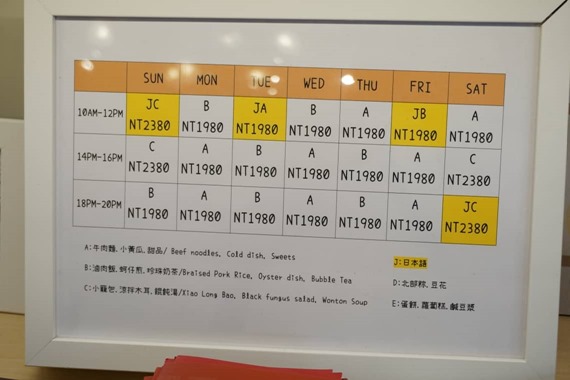 SUN MON TUE WED THU FRI SAT
10AM-12PM JC NT2380 B NT1980 JA NT1980 B NT1980 A NT1980 JB NT1980 A NT1980
14PM-16PM C NT2380 A NT1980 B NT1980 A NT1980 B NT1980 A NT1980 C NT2380
18PM-20PM B NT1980 A NT1980 B NT1980 A NT1980 B NT1980 A NT1980 JC NT2380
A:牛肉麵、小黃瓜、甜品/ Beef noodles, Cold dish, Sweets
J:日本語
B:滷肉飯、蚵仔煎、珍珠奶茶/Braised Pork Rice, Oyster dish, Bubble Tea
D:北部粽、豆花
C:小籠包、涼拌木耳、餛飩湯/Xiao Long Bao, Black fungus salad, Wonton Soup
E:蛋餅、蘿蔔糕、鹹豆漿